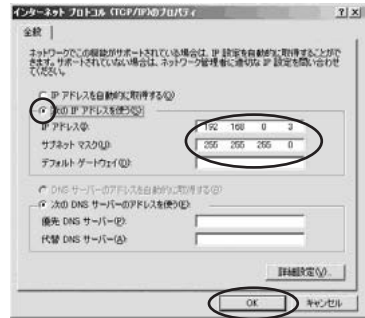 インターネット プロトコル (TCP/IP)のプロパティ
? ×
全般
ネットワークでこの機能がサポートされている場合は、IP 設定を自動的に取得することがで
きます。サポートされていない場合は、ネットワーク管理者に適切な IP 設定を問い合わせ
てください。
IP アドレスを自動的に取得する(O)
次の IP アドレスを使う(S):
IP アドレス(I): 192 168 0 3
サブネット マスク(U): 255 255 255 0
デフォルト ゲートウェイ(D):
DNS サーバーのアドレスを自動的に取得する(B)
次の DNS サーバーのアドレスを使う(E):
優先 DNS サーバー(P):
代替 DNS サーバー(A):
詳細設定(V)...
OK キャンセル